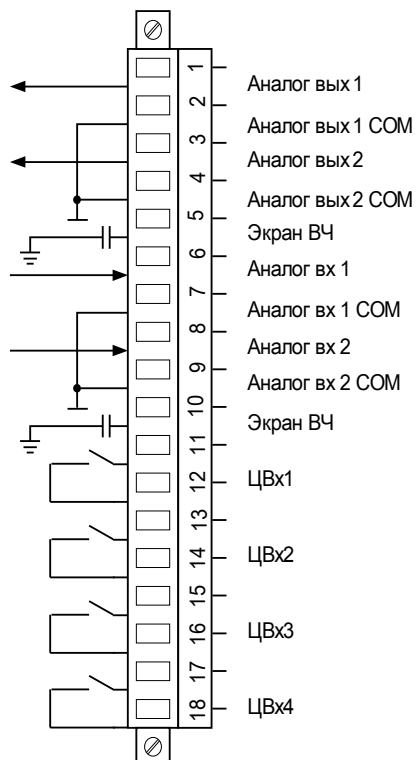 1
Аналог вых 1
2
Аналог вых 1 COM
3
Аналог вых 2
4
Аналог вых 2 COM
5
Экран ВЧ
6
Аналог вх 1
7
Аналог вх 1 COM
8
Аналог вх 2
9
Аналог вх 2 COM
10
Экран ВЧ
11
12
ЦВх1
13
14
ЦВх2
15
16
ЦВх3
17
18
ЦВх4